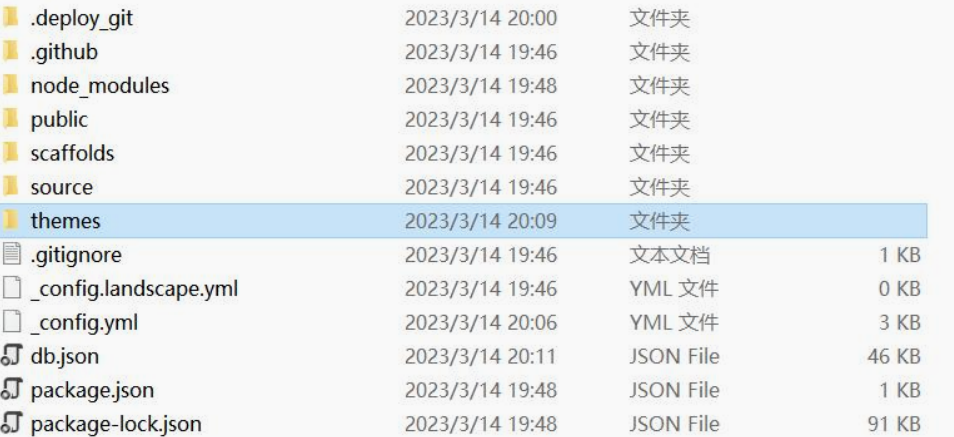 .deploy_git 2023/3/14 20:00 文件夹
.github 2023/3/14 19:46 文件夹
node_modules 2023/3/14 19:48 文件夹
public 2023/3/14 19:46 文件夹
scaffolds 2023/3/14 19:46 文件夹
source 2023/3/14 19:46 文件夹
themes 2023/3/14 20:09 文件夹
.gitignore 2023/3/14 19:46 文本文档 1 KB
_config.landscape.yml 2023/3/14 19:46 YML 文件 0 KB
_config.yml 2023/3/14 20:06 YML 文件 3 KB
db.json 2023/3/14 20:11 JSON File 46 KB
package.json 2023/3/14 19:48 JSON File 1 KB
package-lock.json 2023/3/14 19:48 JSON File 91 KB